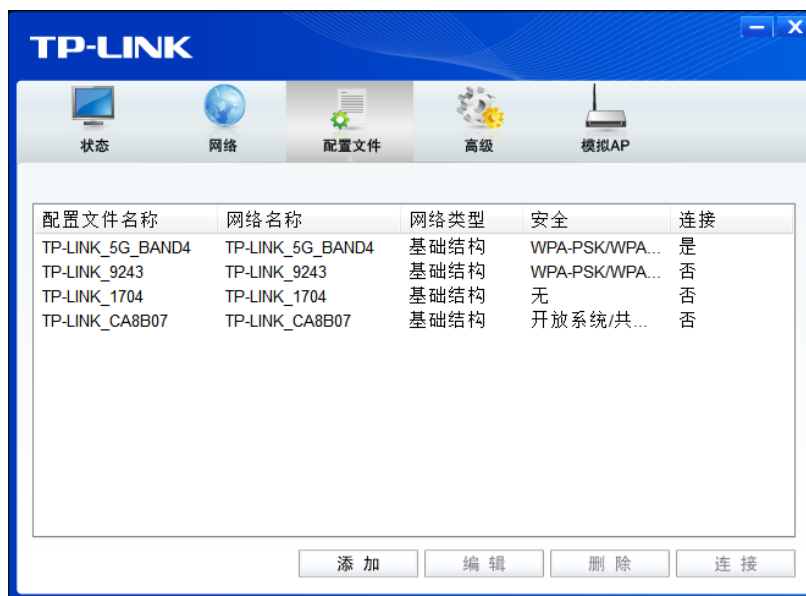 TP-LINK
状态 网络 配置文件 高级 模拟AP
配置文件名称 网络名称 网络类型 安全 连接
TP-LINK_5G_BAND4 TP-LINK_5G_BAND4 基础结构 WPA-PSK/WPA... 是
TP-LINK_9243 TP-LINK_9243 基础结构 WPA-PSK/WPA... 否
TP-LINK_1704 TP-LINK_1704 基础结构 无 否
TP-LINK_CA8B07 TP-LINK_CA8B07 基础结构 开放系统/共... 否
添加 编辑 删除 连接